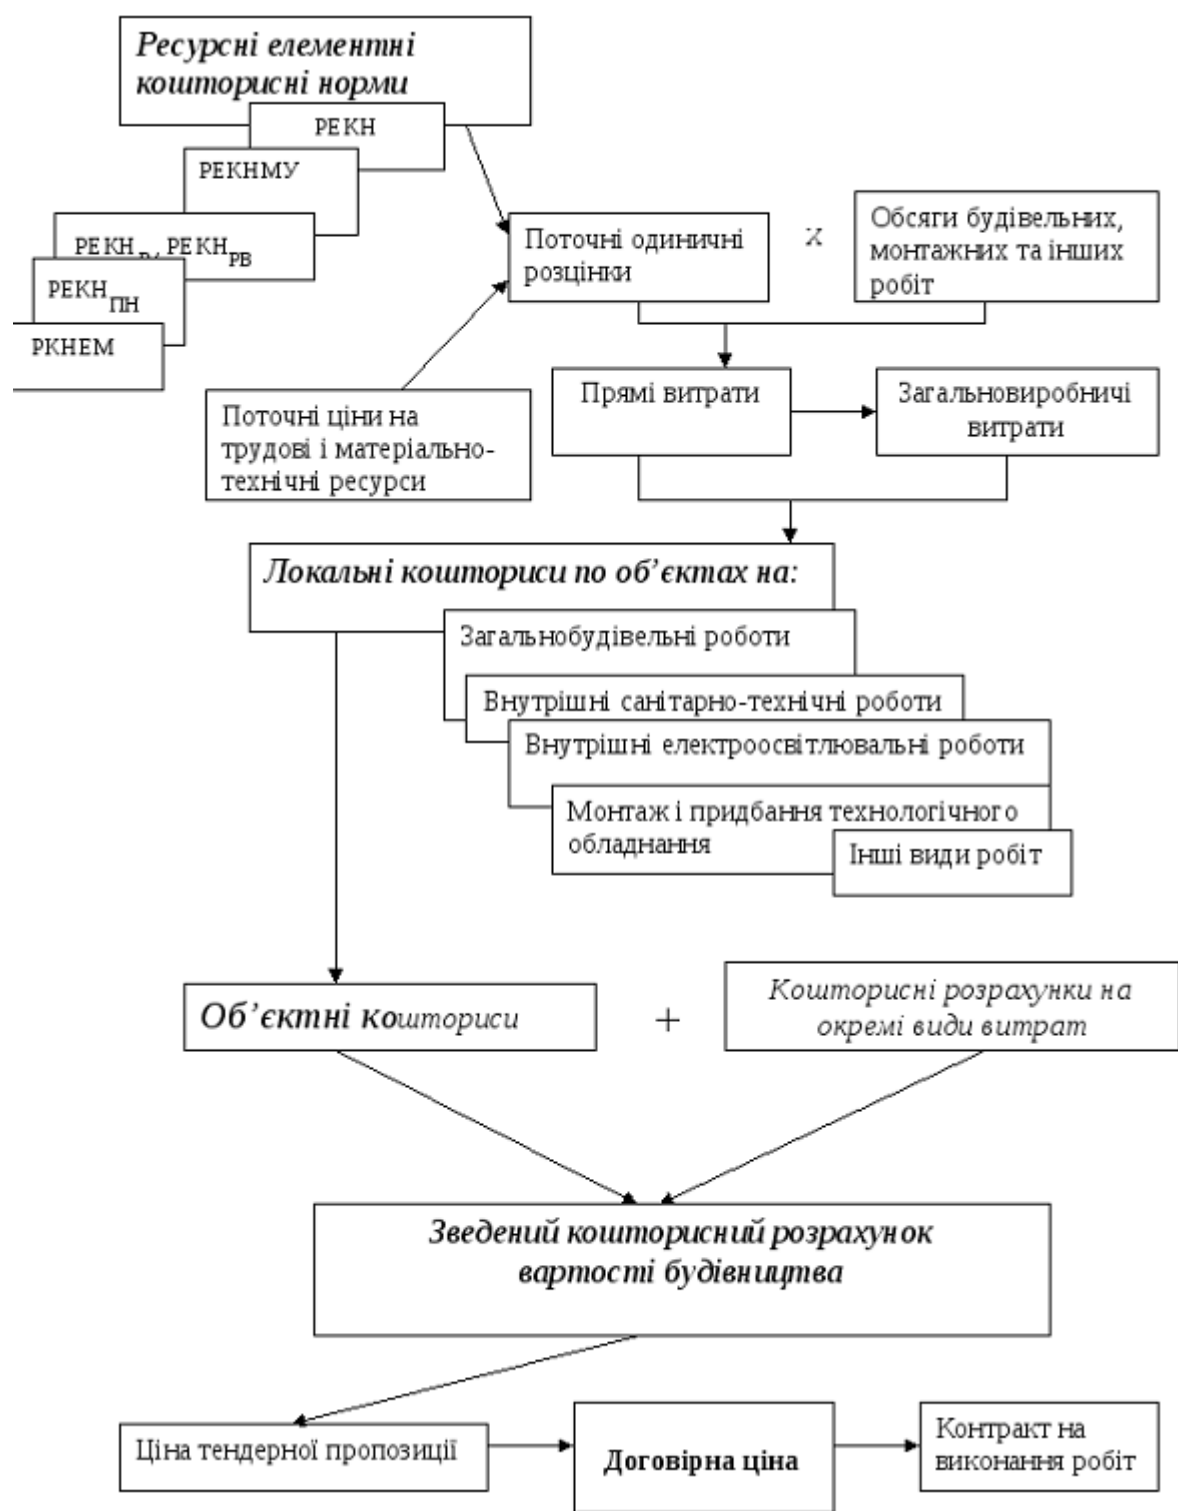 Ресурсні елементні
кошторисні норми
РЕКН
РЕКНМУ
РЕКН , РЕКН РВ
РЕКН ПН
РКНЕМ
Поточні одиничні
розцінки
х
Обсяги будівельних,
монтажних та інших
робіт
Прямі витрати
Загальновиробничі
витрати
Поточні ціни на
трудові і матеріально-
технічні ресурси
Локальні кошториси по об’єктах на:
Загальнобудівельні роботи
Внутрішні санітарно-технічні роботи
Внутрішні електроосвітлювальні роботи
Монтаж і придбання технологічного
обладнання
Інші види робіт
Об’єктні кошториси
+
Кошторисні розрахунки на
окремі види витрат
Зведений кошторисний розрахунок
вартості будівництва
Ціна тендерної пропозиції
Договірна ціна
Контракт на
виконання робіт